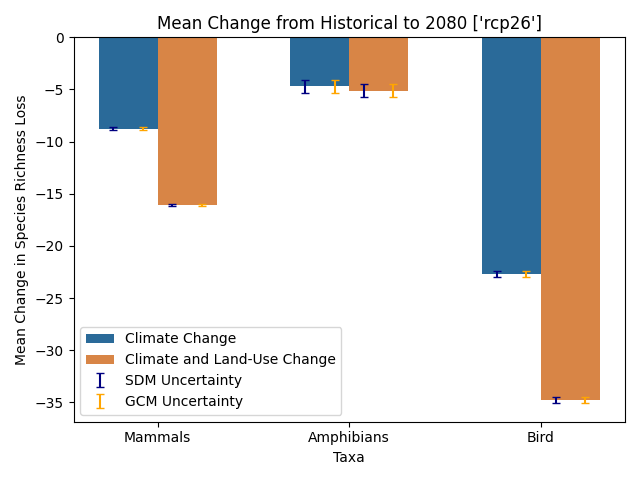 Mean Change from Historical to 2080 ['rcp26']
Mean Change in Species Richness Loss
0
−5
−10
−15
−20
−25
−30
−35
Climate Change
Climate and Land-Use Change
SDM Uncertainty
GCM Uncertainty
Mammals
Amphibians
Bird
Taxa